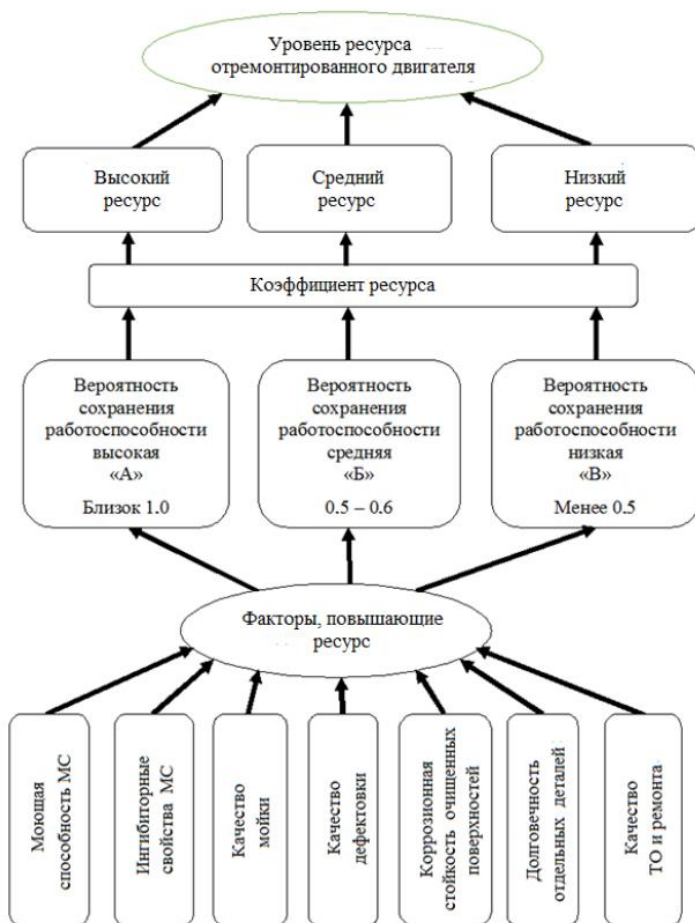 Уровень ресурса
отремонтированного двигателя
Высокий
ресурс
Средний
ресурс
Низкий
ресурс
Коэффициент ресурса
Вероятность
сохранения
работоспособности
высокая
«А»
Близок 1.0
Вероятность
сохранения
работоспособности
средняя
«Б»
0.5 – 0.6
Вероятность
сохранения
работоспособности
низкая
«В»
Менее 0.5
Факторы, повышающие
ресурс
Моющая
способность МС
Ингибиторные
свойства МС
Качество
мойки
Качество
дефектовки
Коррозионная
стойкость очищенных
поверхностей
Долговечность
отдельных деталей
Качество
ТО и ремонта